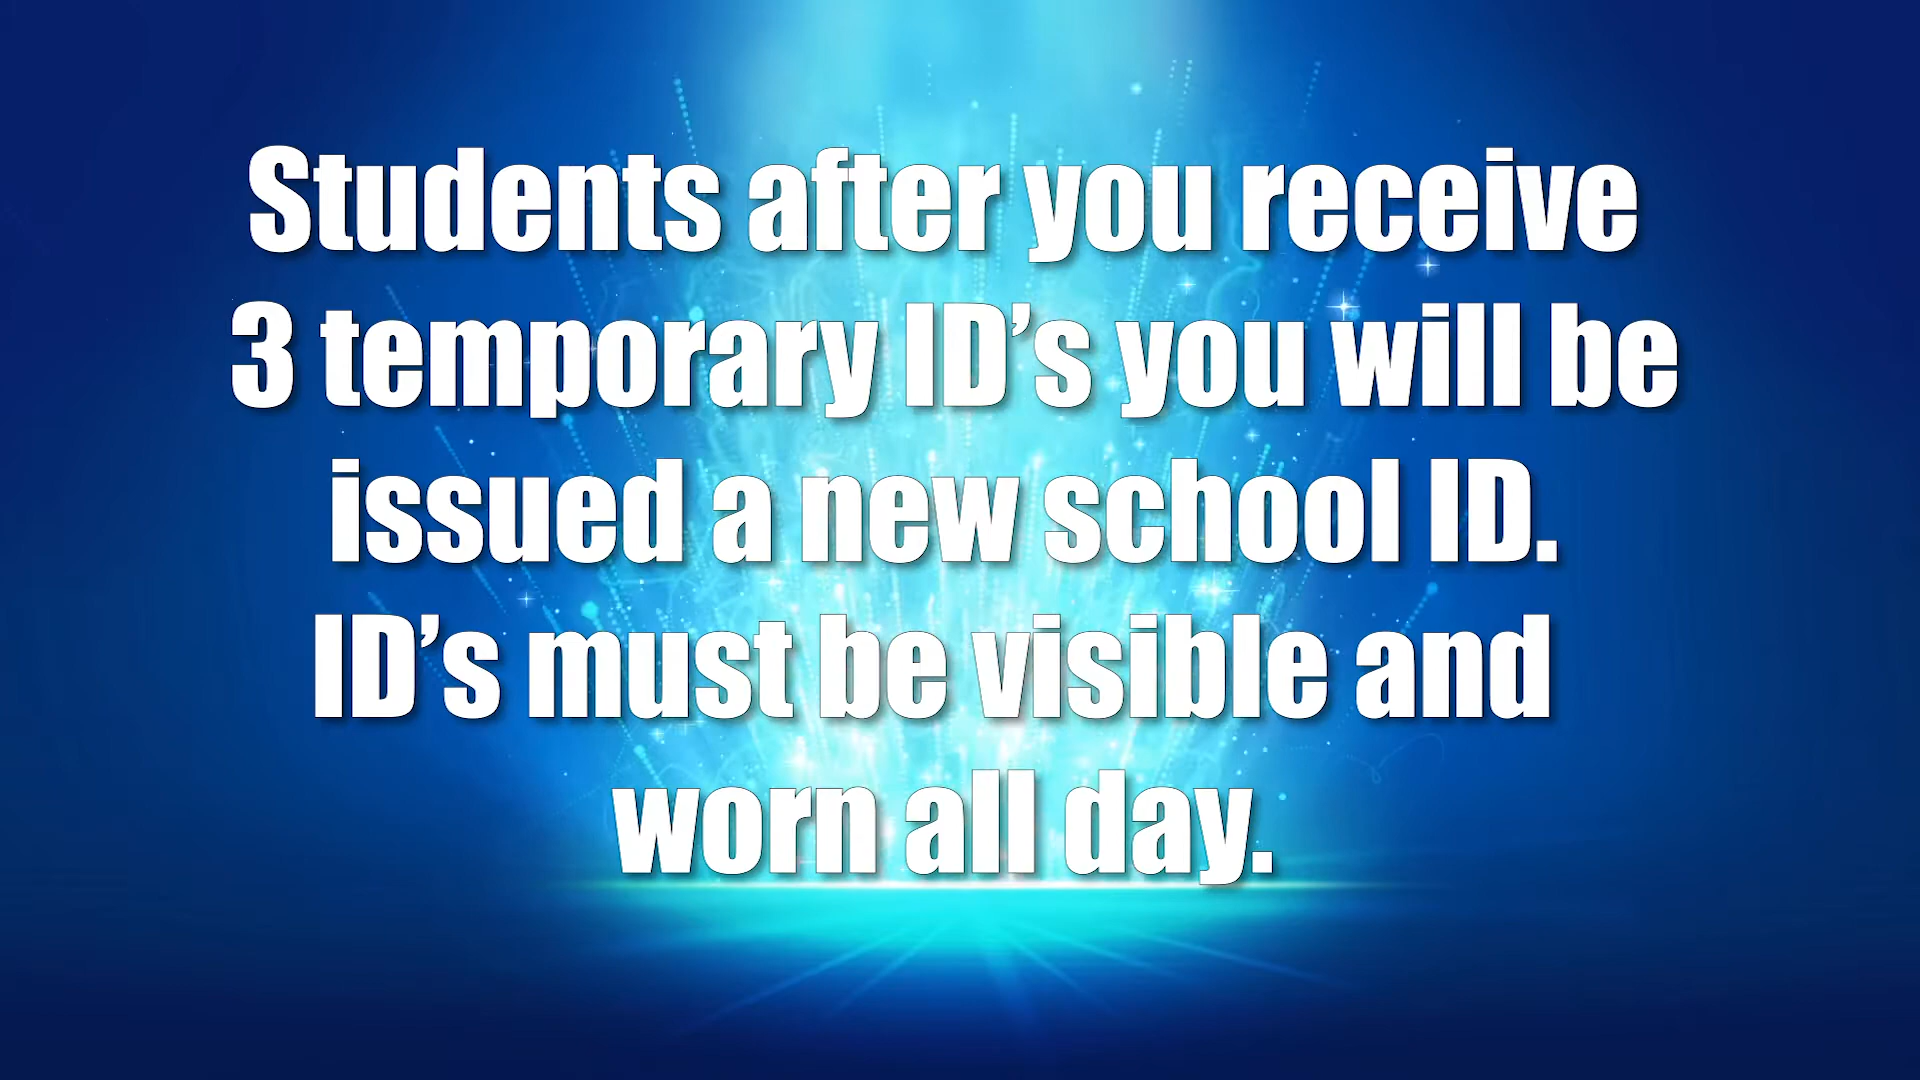 Students after you receive
3 temporary ID’s you will be
issued a new school ID.
ID’s must be visible and
worn all day.